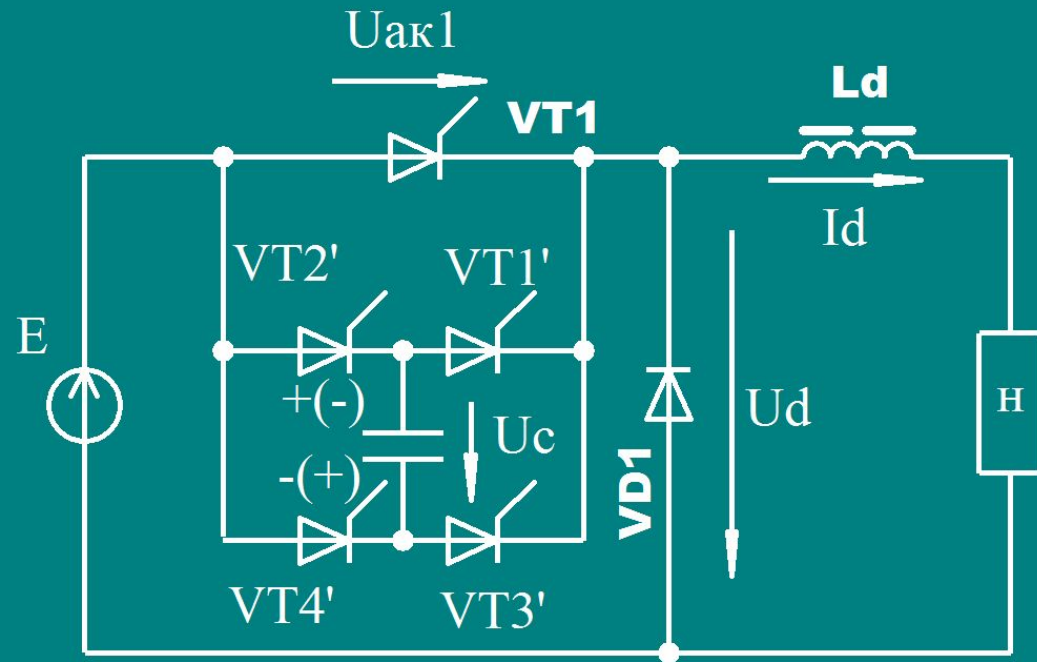 Uак1
VT1
Ld
Id
VT2'
VT1'
E
+(-)
Uc
-(+)
Ud
н
VD1
VT4'
VT3'